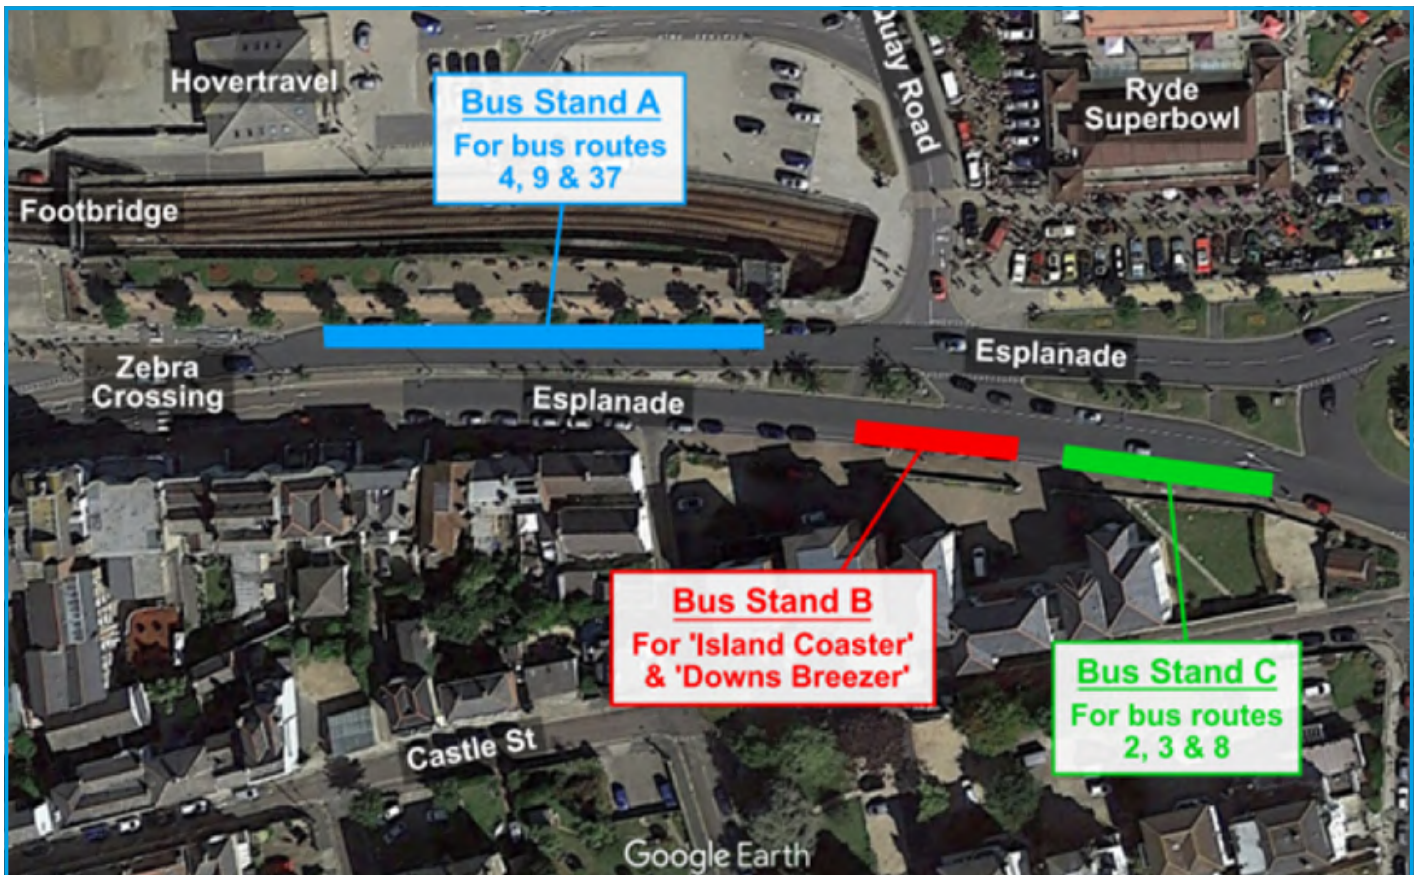 Hovertravel
Bus Stand A
For bus routes
4, 9 & 37
Quay Road
Ryde
Superbowl
Footbridge
Zebra
Crossing
Esplanade
Esplanade
Bus Stand B
For 'Island Coaster'
& 'Downs Breezer'
Bus Stand C
For bus routes
2, 3 & 8
Castle St
Google Earth